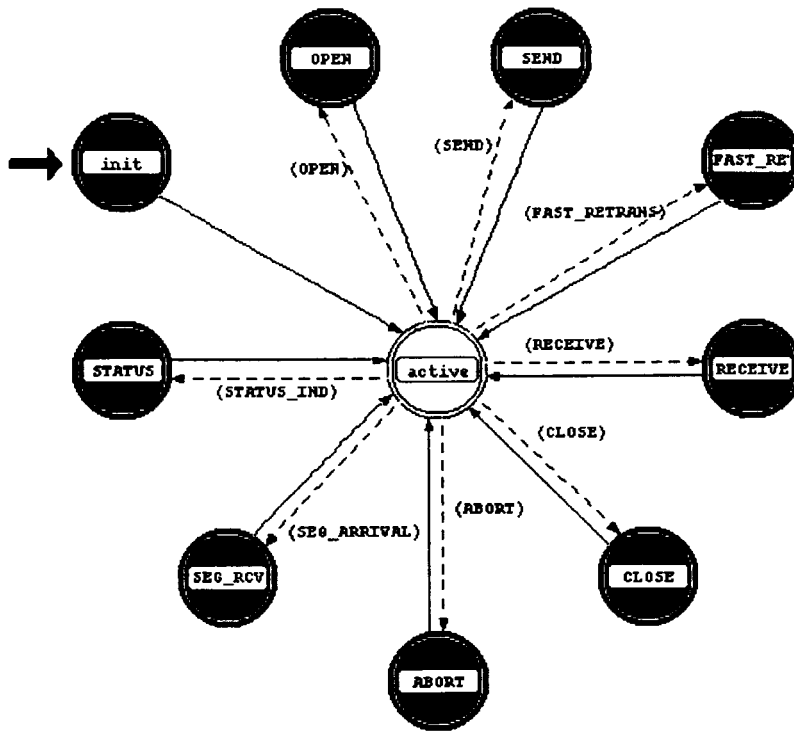 OPEN
SEND
init
(OPEN)
(SEND)
FAST_RET
(FAST_RETRANS)
STATUS
active
(RECEIVE)
RECEIVE
(STATUS_IND)
(CLOSE)
(ABORT)
(SEG_ARRIVAL)
SEG_RCV
CLOSE
ABORT